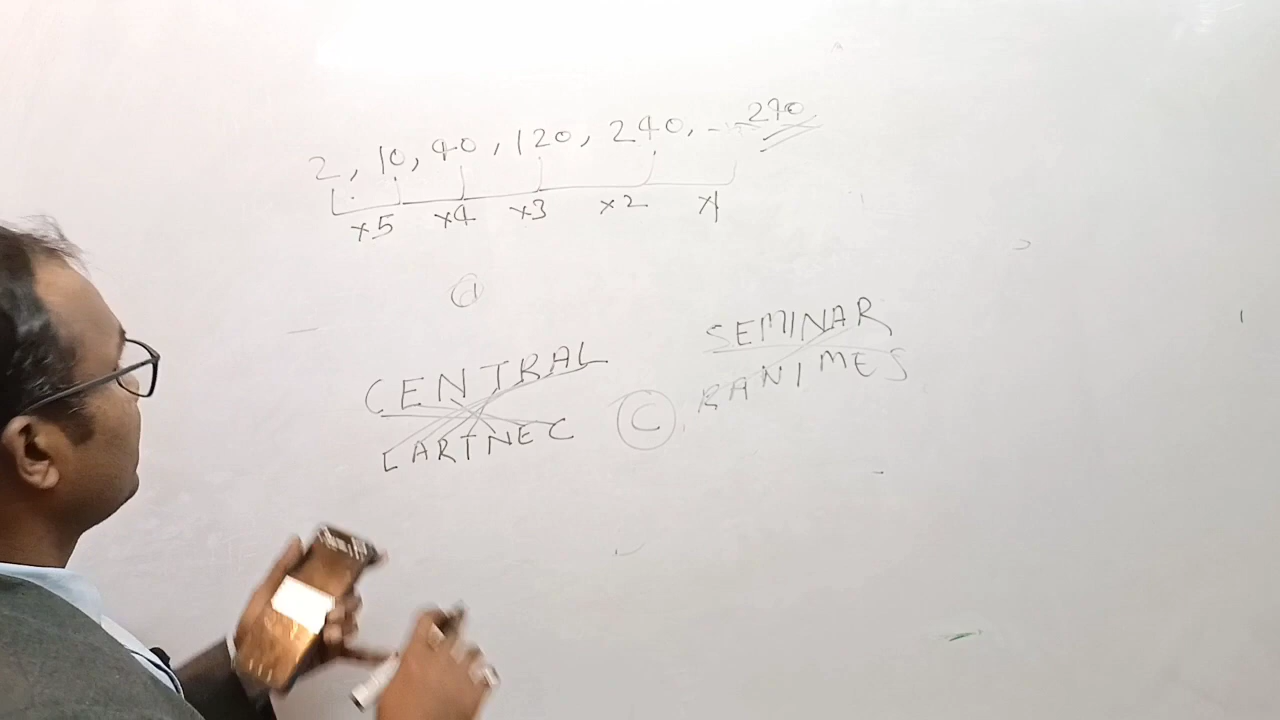 2, 10, 40, 120, 240, - 240
×5 ×4 ×3 ×2 ×1
d
CENTRAL
LARTNEC
C
SEMINAR
RANIMES